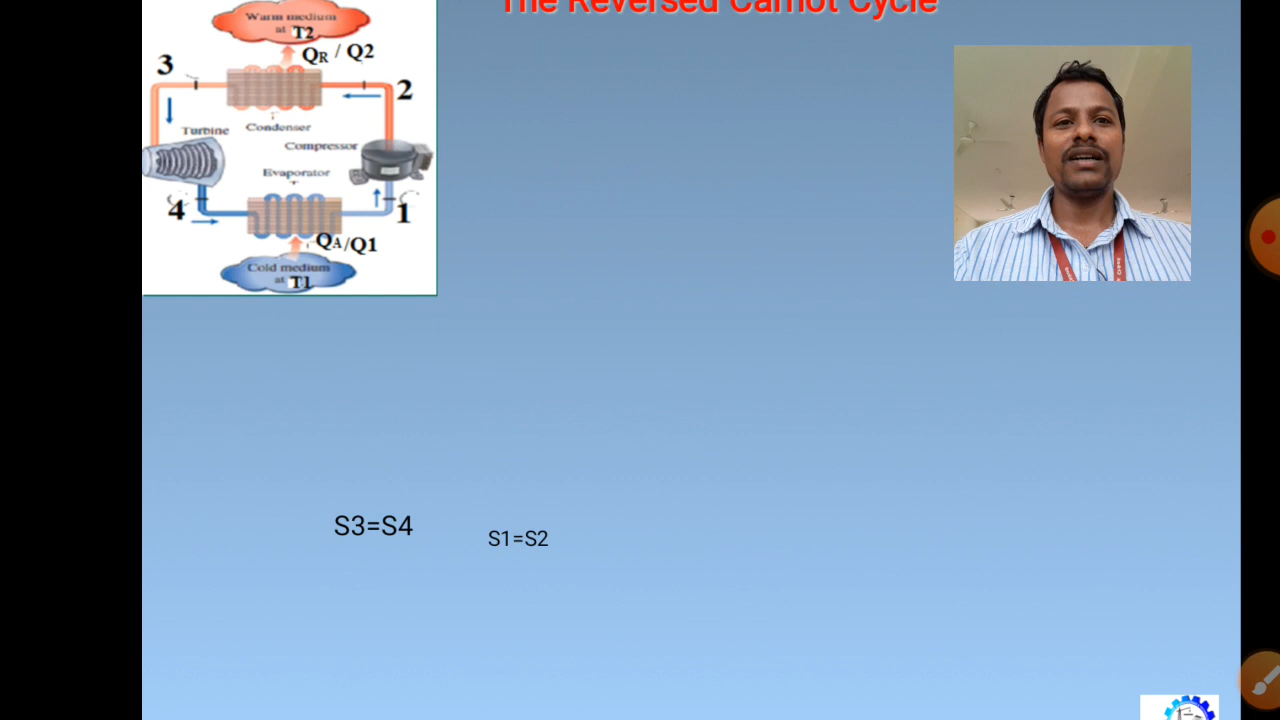 The Reversed Carnot Cycle
Warm medium
at T2
QR / Q2
3
2
Turbine
Condenser
Compressor
Evaporator
4
1
QA/Q1
Cold medium
at T1
S3=S4
S1=S2